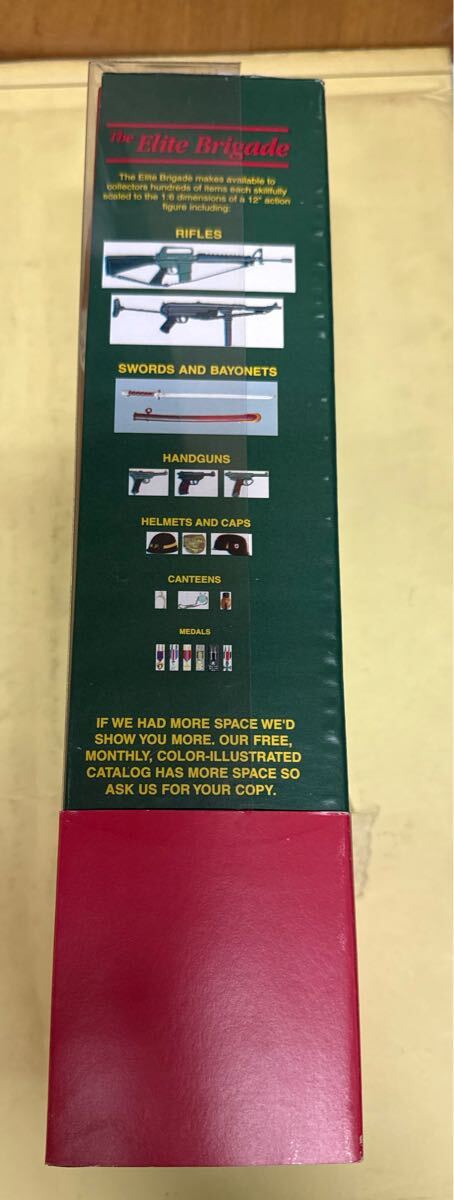 The Elite Brigade
The Elite Brigade makes available to
collectors hundreds of items each skillfully
scaled to the 1:6 dimensions of a 12" action
figure including:
RIFLES
SWORDS AND BAYONETS
HANDGUNS
HELMETS AND CAPS
CANTEENS
MEDALS
IF WE HAD MORE SPACE WE'D
SHOW YOU MORE. OUR FREE,
MONTHLY, COLOR-ILLUSTRATED
CATALOG HAS MORE SPACE SO
ASK US FOR YOUR COPY.